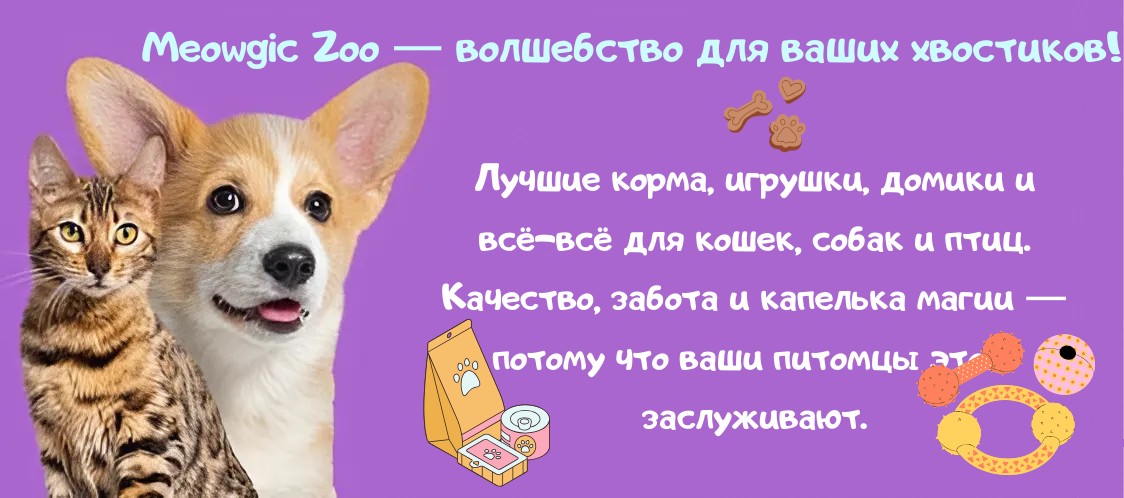 Meowgic Zoo — волшебство для ваших хвостиков!
Лучшие корма, игрушки, домики и
всё-всё для кошек, собак и птиц.
Качество, забота и капелька магии —
потому что ваши питомцы это
заслуживают.